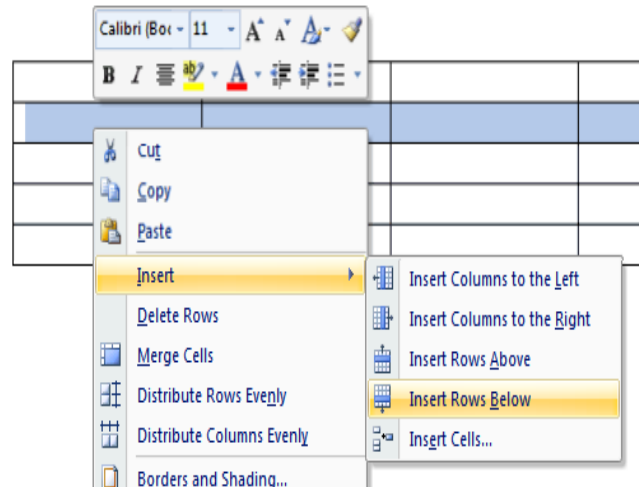 Calibri (Boc 11 A A A
B I ab A
Cut
Copy
Paste
Insert
Delete Rows
Merge Cells
Distribute Rows Evenly
Distribute Columns Evenly
Borders and Shading...
Insert Columns to the Left
Insert Columns to the Right
Insert Rows Above
Insert Rows Below
Insert Cells...